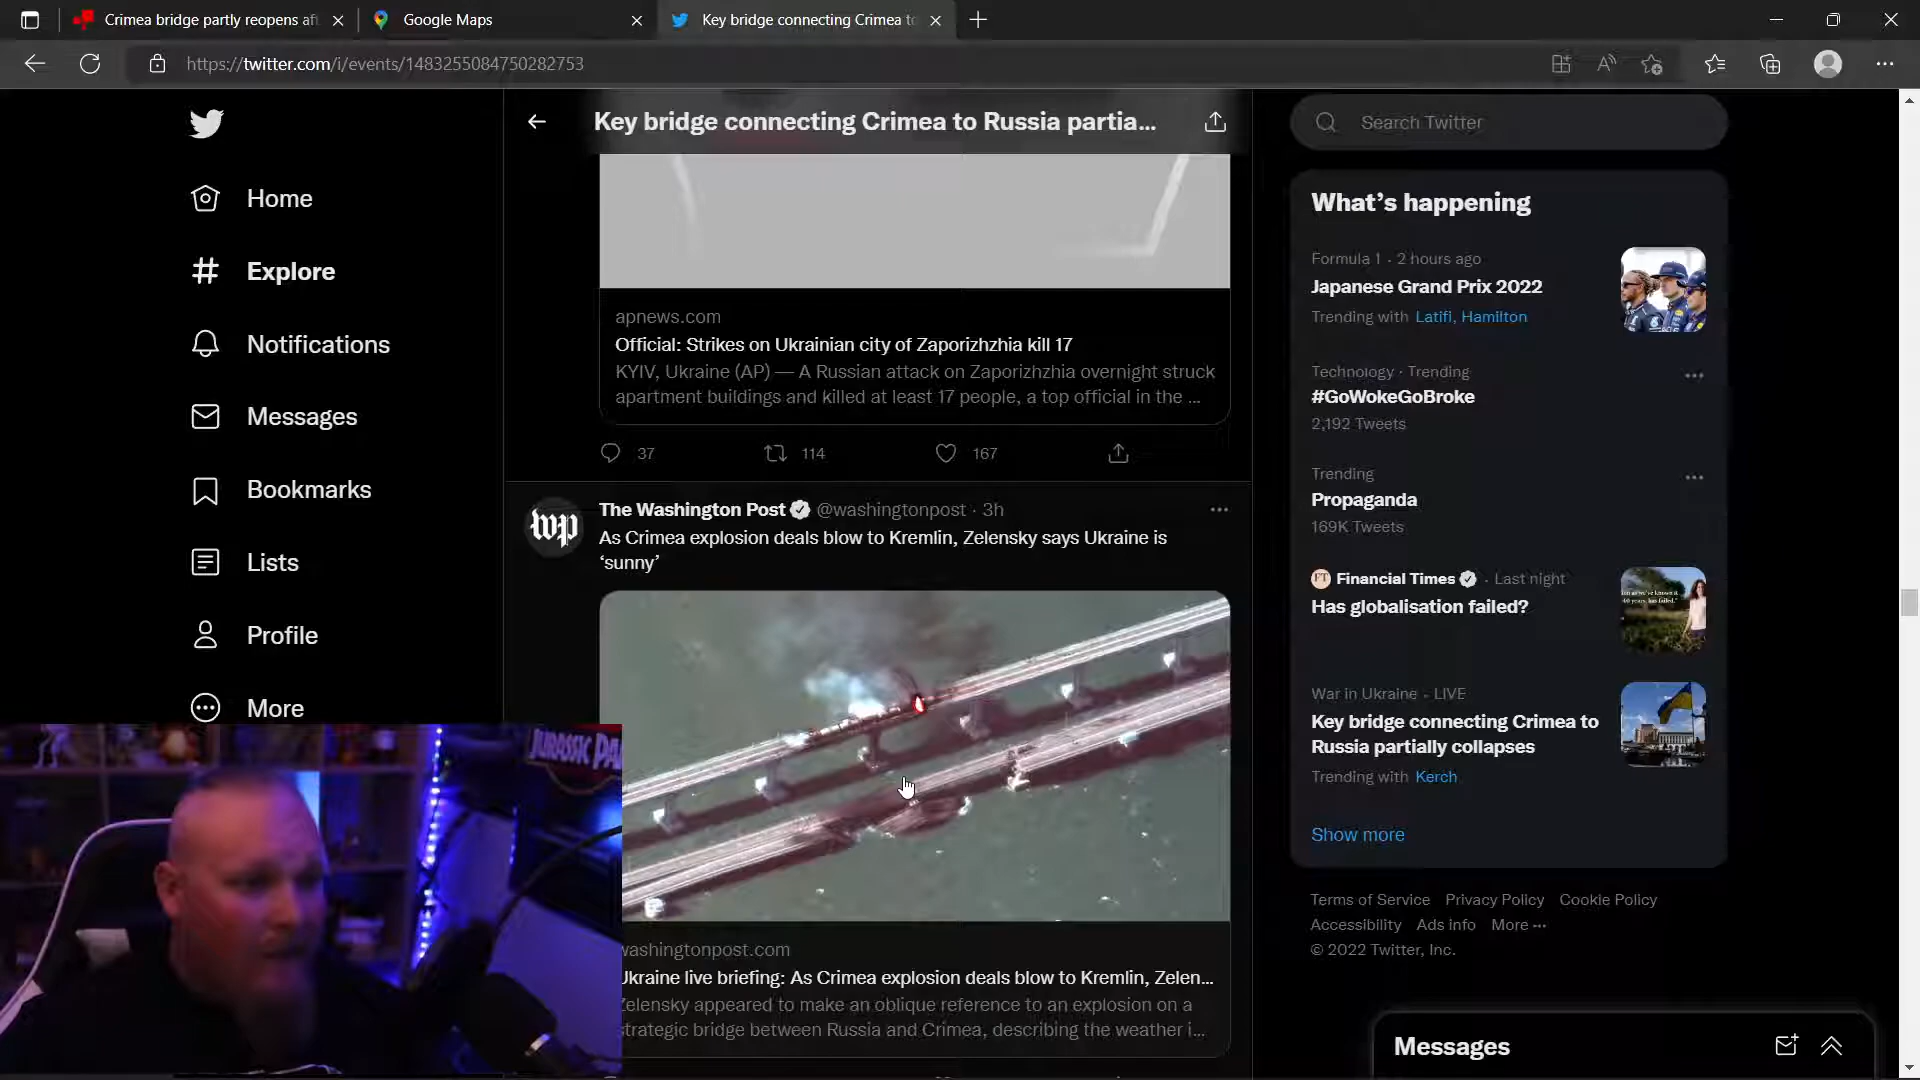 Crimea bridge partly reopens af
Google Maps
Key bridge connecting Crimea to
https://twitter.com/i/events/1483255084750282753
Key bridge connecting Crimea to Russia partia...
Search Twitter
Home
Explore
Notifications
Messages
Bookmarks
Lists
Profile
More
apnews.com
Official: Strikes on Ukrainian city of Zaporizhzhia kill 17
KYIV, Ukraine (AP) — A Russian attack on Zaporizhzhia overnight struck
apartment buildings and killed at least 17 people, a top official in the ...
37
114
167
wp
The Washington Post @washingtonpost · 3h
As Crimea explosion deals blow to Kremlin, Zelensky says Ukraine is
‘sunny’
washingtonpost.com
Ukraine live briefing: As Crimea explosion deals blow to Kremlin, Zelen...
Zelensky appeared to make an oblique reference to an explosion on a
strategic bridge between Russia and Crimea, describing the weather i...
JURASSIC PA
What’s happening
Formula 1 · 2 hours ago
Japanese Grand Prix 2022
Trending with Latifi, Hamilton
Technology · Trending
#GoWokeGoBroke
2,192 Tweets
Trending
Propaganda
169K Tweets
FT Financial Times · Last night
Has globalisation failed?
War in Ukraine · LIVE
Key bridge connecting Crimea to
Russia partially collapses
Trending with Kerch
Show more
Terms of Service Privacy Policy Cookie Policy
Accessibility Ads info More ···
© 2022 Twitter, Inc.
Messages